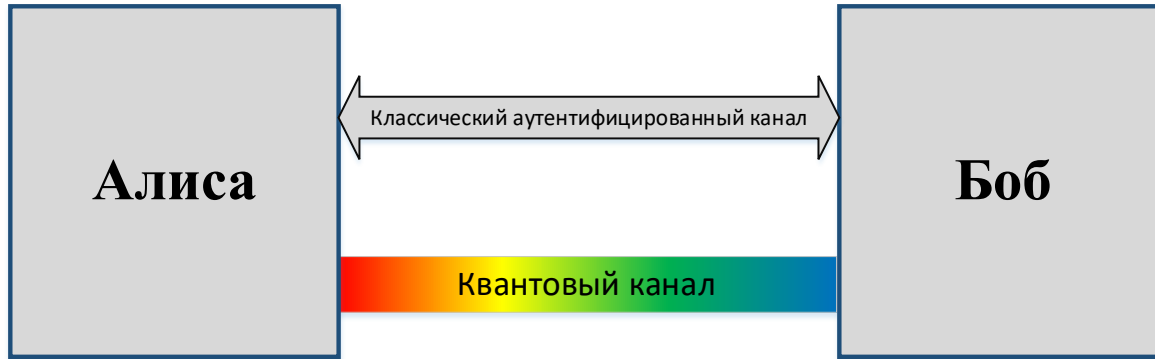 Классический аутентифицированный канал
Алиса
Боб
Квантовый канал